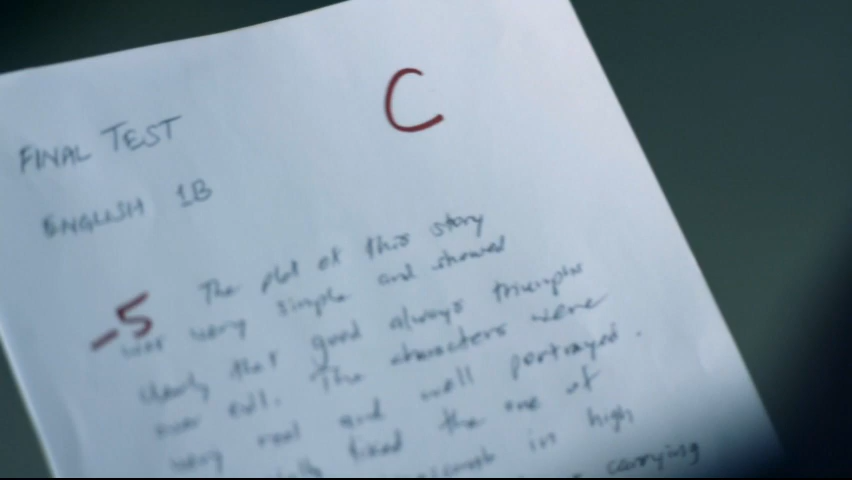 C
FINAL TEST
ENGLISH 1B
-5 The plot of this story
was very simple and showed
that good always triumphs
over evil. The characters were
very real and well portrayed.
liked the one of
in high
carrying